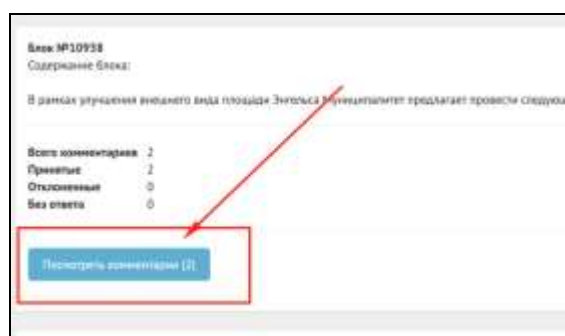 Блок №10938
Содержание блока:
В рамках улучшения внешнего вида площади Энгельса Муниципалитет предлагает провести следующ
Всего комментариев 2
Принятые 2
Отклоненные 0
Без ответа 0
Посмотреть комментарии (2)